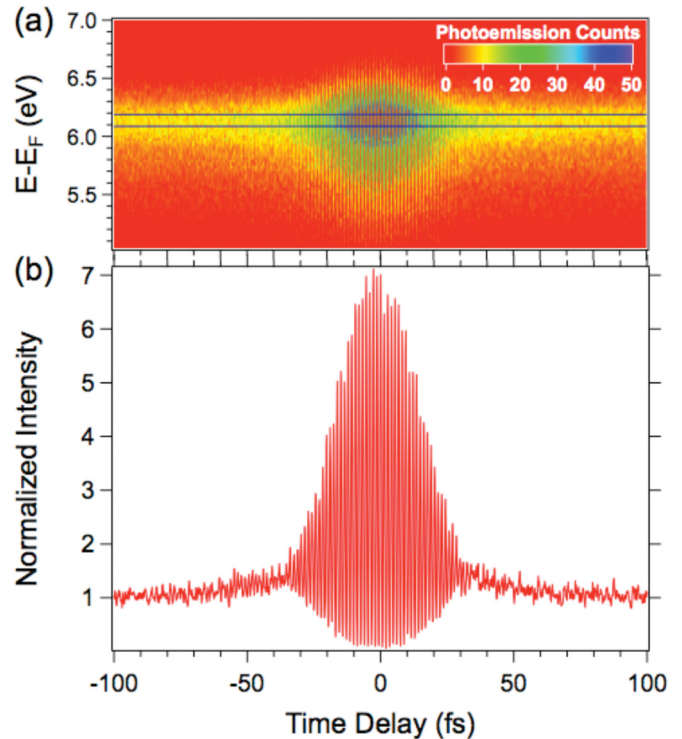 (a)
7.0
6.5
6.0
5.5
E-E_F (eV)
Photoemission Counts
0 10 20 30 40 50
(b)
7
6
5
4
3
2
1
Normalized Intensity
-100 -50 0 50 100
Time Delay (fs)